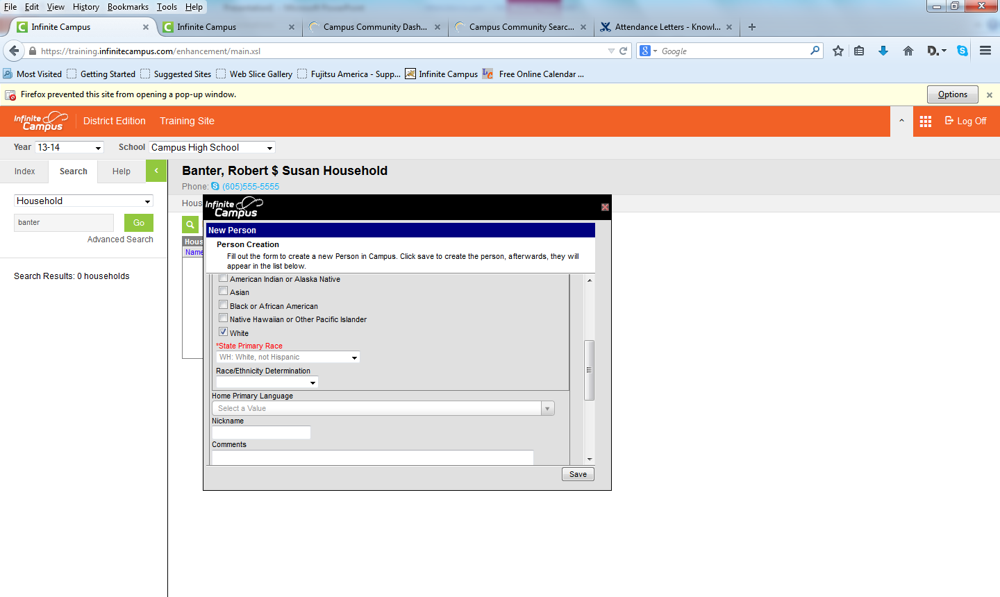 File Edit View History Bookmarks Tools Help
Infinite Campus
Infinite Campus
Campus Community Dash...
Campus Community Searc...
Attendance Letters - Knowl...
https://training.infinitecampus.com/enhancement/main.xsl
Google
Most Visited Getting Started Suggested Sites Web Slice Gallery Fujitsu America - Supp... Infinite Campus Free Online Calendar ...
Firefox prevented this site from opening a pop-up window.
Options
Infinite Campus
District Edition Training Site
Log Off
Year 13-14 School Campus High School
Index Search Help
Banter, Robert $ Susan Household
Phone: (605)555-5555
Household
banter
Go
Advanced Search
Search Results: 0 households
Hous
Hous
Name
Infinite Campus
New Person
Person Creation
Fill out the form to create a new Person in Campus. Click save to create the person, afterwards, they will
appear in the list below.
American Indian or Alaska Native
Asian
Black or African American
Native Hawaiian or Other Pacific Islander
White
*State Primary Race
WH: White, not Hispanic
Race/Ethnicity Determination
Home Primary Language
Select a Value
Nickname
Comments
Save